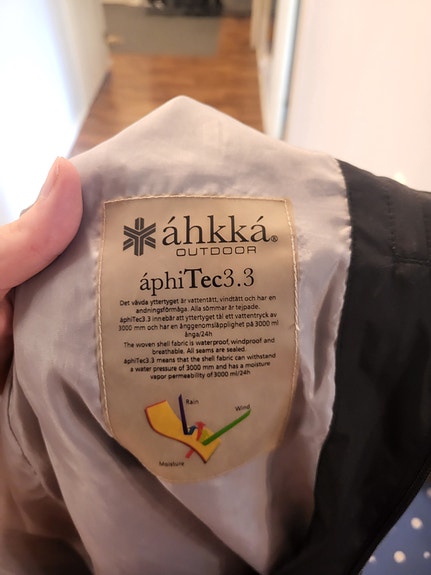 áhkká®
OUTDOOR
áphiTec3.3
Det vävda yttertyget är vattentätt, vindtätt och har en
andningsförmåga. Alla sömmar är tejpade.
áphiTec3.3 innebär att yttertyget tål ett vattentryck av
3000 mm och har en ånggenomsläpplighet på 3000 ml
ånga/24h
The woven shell fabric is waterproof, windproof and
breathable. All seams are sealed.
áphiTec3.3 means that the shell fabric can withstand
a water pressure of 3000 mm and has a moisture
vapor permeability of 3000 ml/24h
Rain
Wind
Moisture